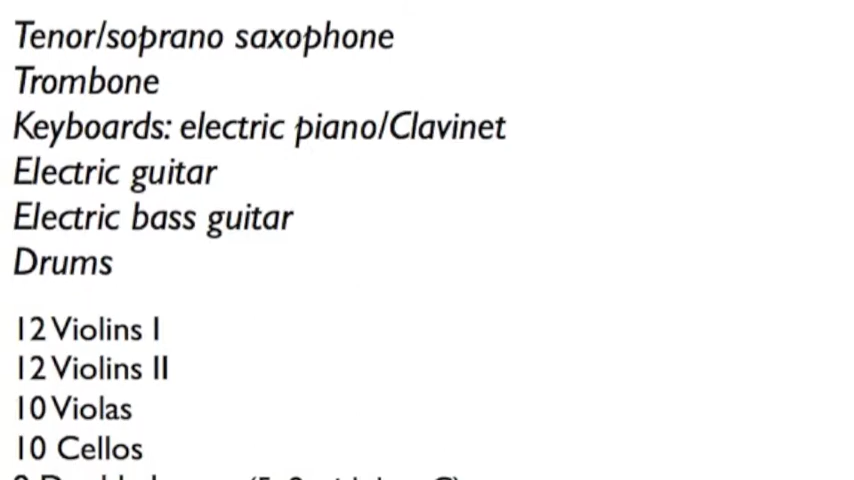 Tenor/soprano saxophone
Trombone
Keyboards: electric piano/Clavinet
Electric guitar
Electric bass guitar
Drums
12 Violins I
12 Violins II
10 Violas
10 Cellos